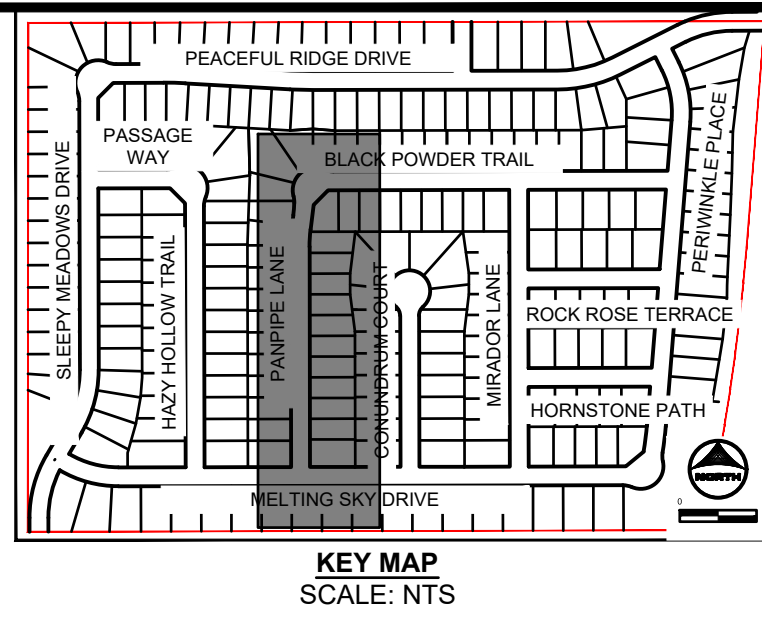 PEACEFUL RIDGE DRIVE
PASSAGE
WAY
BLACK POWDER TRAIL
SLEEPY MEADOWS DRIVE
HAZY HOLLOW TRAIL
PANPIPE LANE
CONUNDRUM COURT
MIRADOR LANE
PERIWINKLE PLACE
ROCK ROSE TERRACE
HORNSTONE PATH
MELTING SKY DRIVE
NORTH
0
KEY MAP
SCALE: NTS